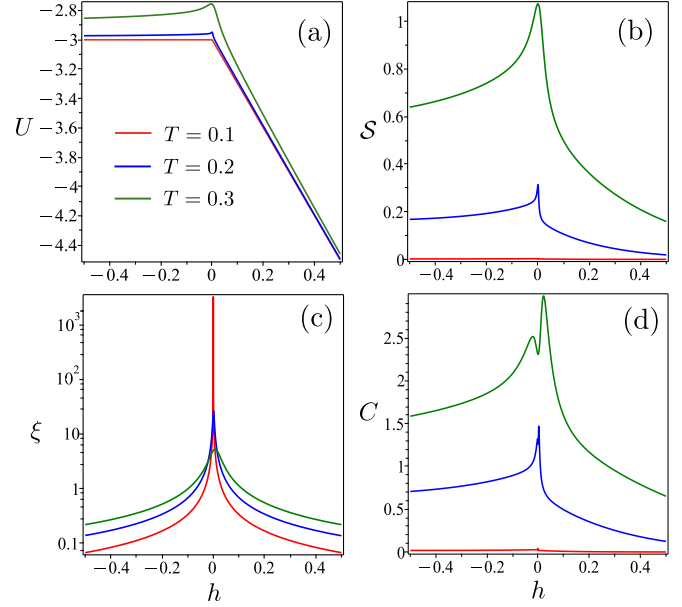 (a)
U
−2.8
−3
−3.2
−3.4
−3.6
−3.8
−4
−4.2
−4.4
T = 0.1
T = 0.2
T = 0.3
−0.4 −0.2 0 0.2 0.4
(b)
S
1
0.8
0.6
0.4
0.2
0
−0.4 −0.2 0 0.2 0.4
(c)
ξ
10³
10²
10
1
0.1
−0.4 −0.2 0 0.2 0.4
h
(d)
C
2.5
2
1.5
1
0.5
0
−0.4 −0.2 0 0.2 0.4
h